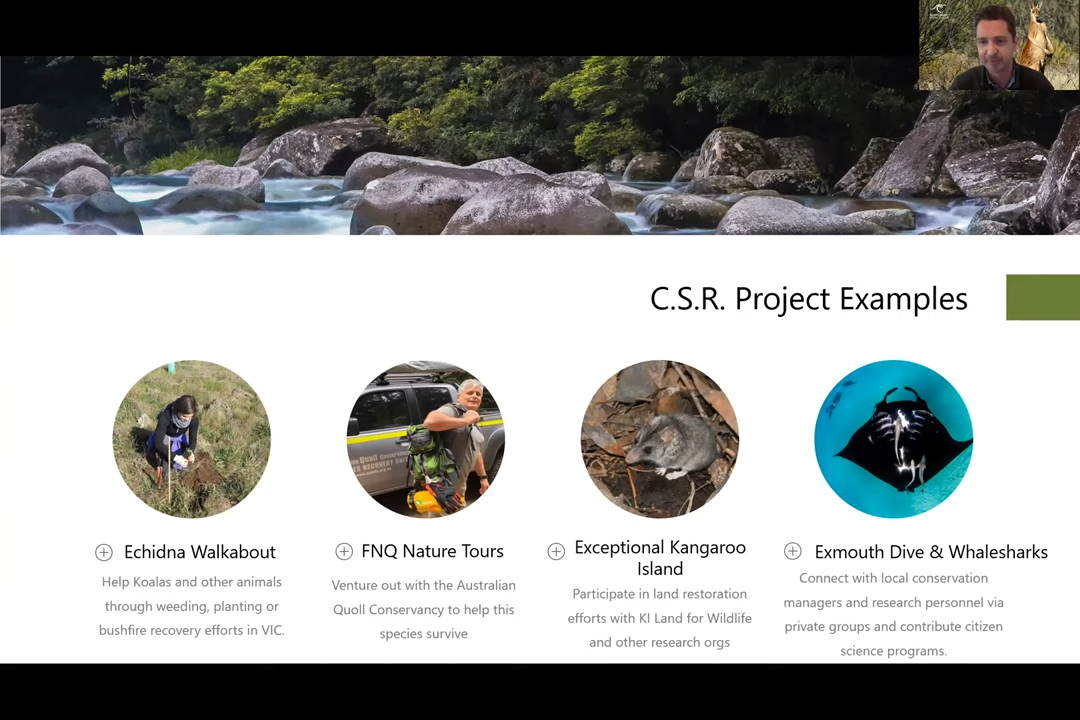 C.S.R. Project Examples
Echidna Walkabout
Help Koalas and other animals
through weeding, planting or
bushfire recovery efforts in VIC.
FNQ Nature Tours
Venture out with the Australian
Quoll Conservancy to help this
species survive
Exceptional Kangaroo
Island
Participate in land restoration
efforts with KI Land for Wildlife
and other research orgs
Exmouth Dive & Whalesharks
Connect with local conservation
managers and research personnel via
private groups and contribute citizen
science programs.